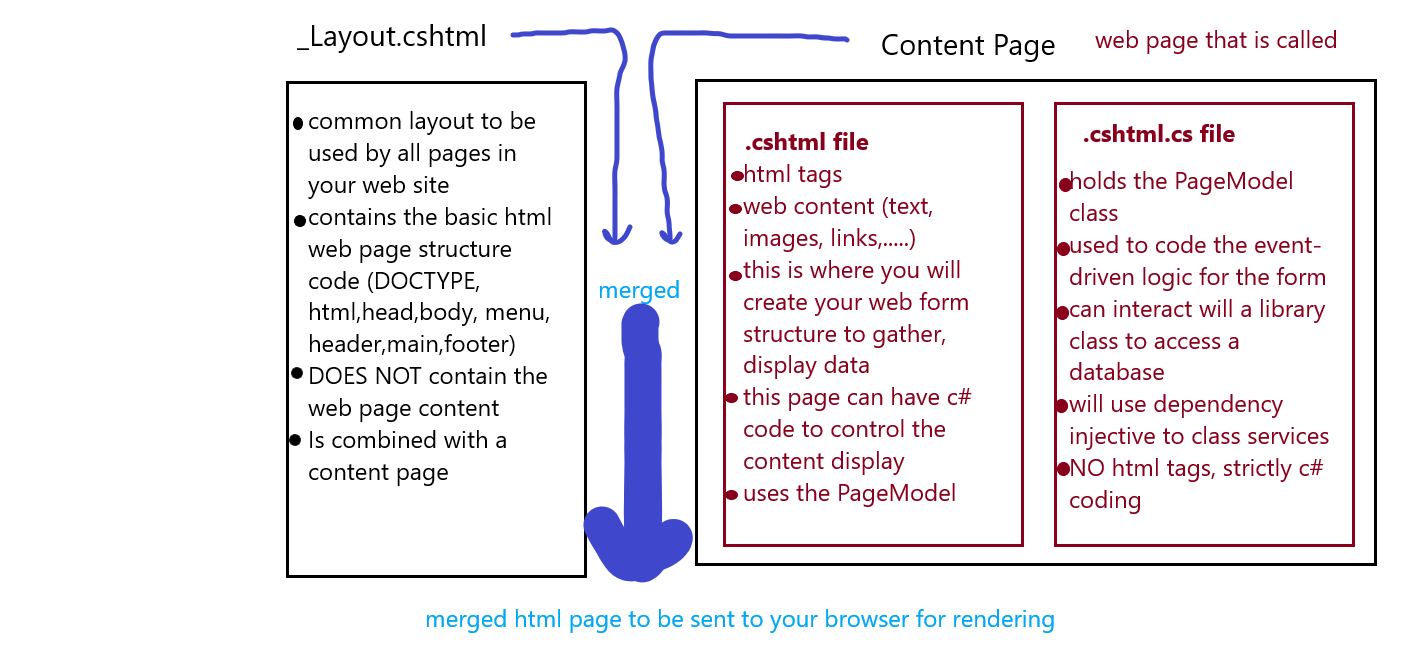 _Layout.cshtml
Content Page
web page that is called
common layout to be
used by all pages in
your web site
contains the basic html
web page structure
code (DOCTYPE,
html,head,body, menu,
header,main,footer)
DOES NOT contain the
web page content
Is combined with a
content page
merged
.cshtml file
html tags
web content (text,
images, links,.....)
this is where you will
create your web form
structure to gather,
display data
this page can have c#
code to control the
content display
uses the PageModel
.cshtml.cs file
holds the PageModel
class
used to code the event-
driven logic for the form
can interact will a library
class to access a
database
will use dependency
injective to class services
NO html tags, strictly c#
coding
merged html page to be sent to your browser for rendering